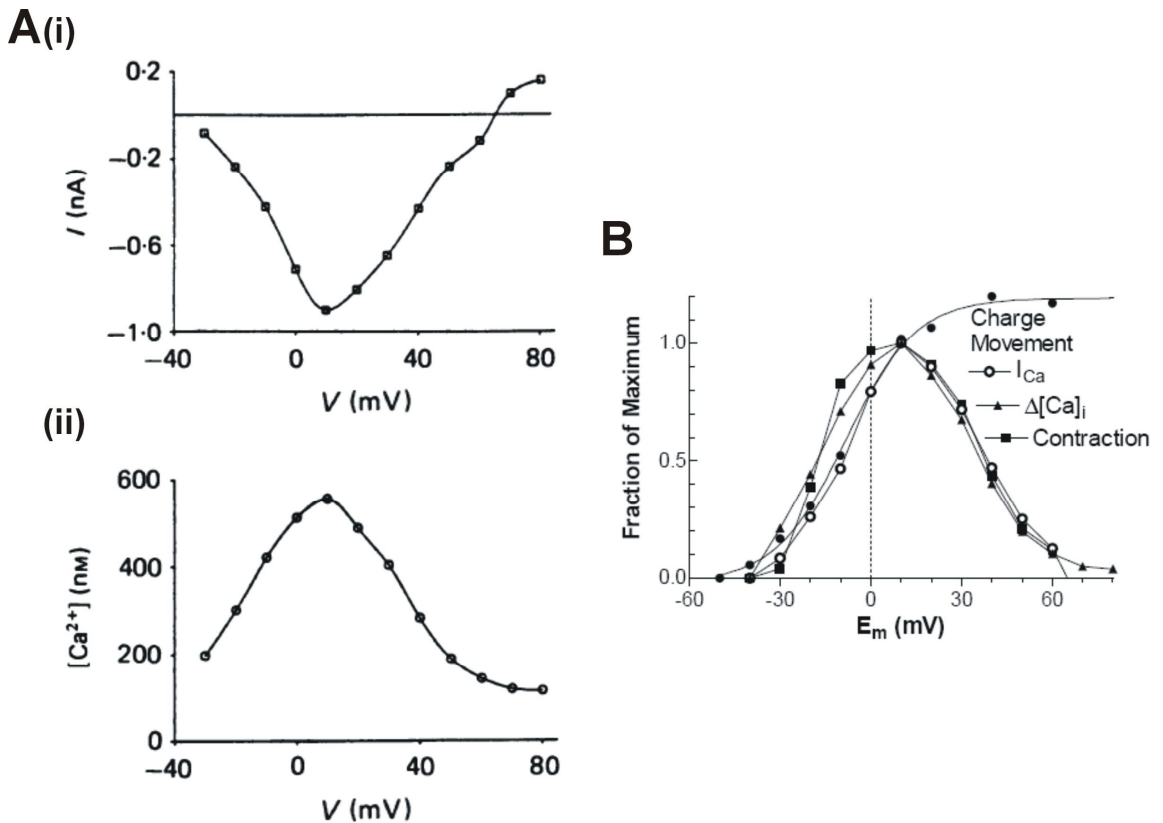 A(i)
0·2
−0·2
−0·6
−1·0
I (nA)
−40 0 40 80
V (mV)
(ii)
600
400
200
0
[Ca²⁺] (nM)
−40 0 40 80
V (mV)
B
Fraction of Maximum
1.0
0.5
0.0
-60 -30 0 30 60
Em (mV)
Charge
Movement
ICa
Δ[Ca]i
Contraction